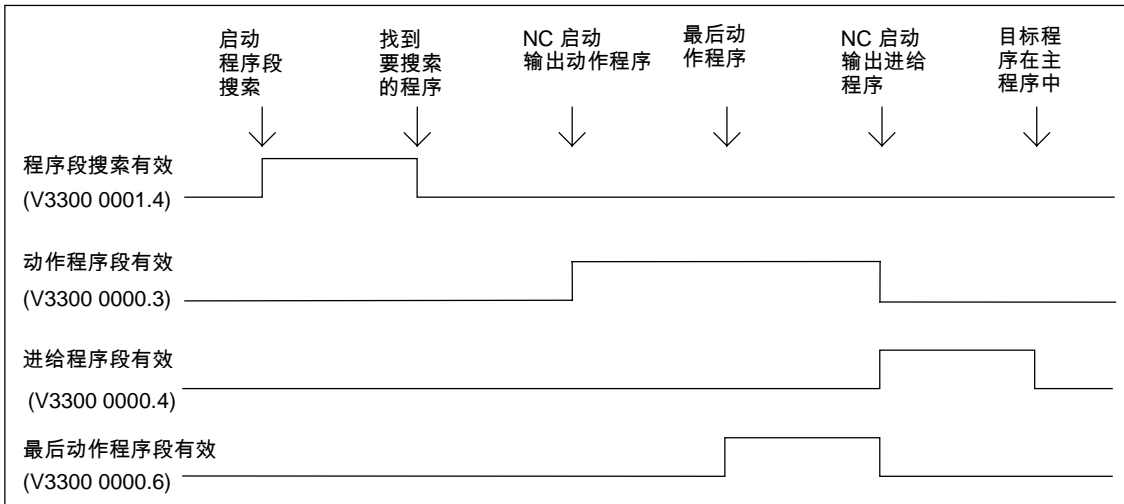 启动
程序段
搜索
找到
要搜索
的程序
NC 启动
输出动作程序
最后动
作程序
NC 启动
输出进给
程序
目标程
序在主
程序中
程序段搜索有效
(V3300 0001.4)
动作程序段有效
(V3300 0000.3)
进给程序段有效
(V3300 0000.4)
最后动作程序段有效
(V3300 0000.6)